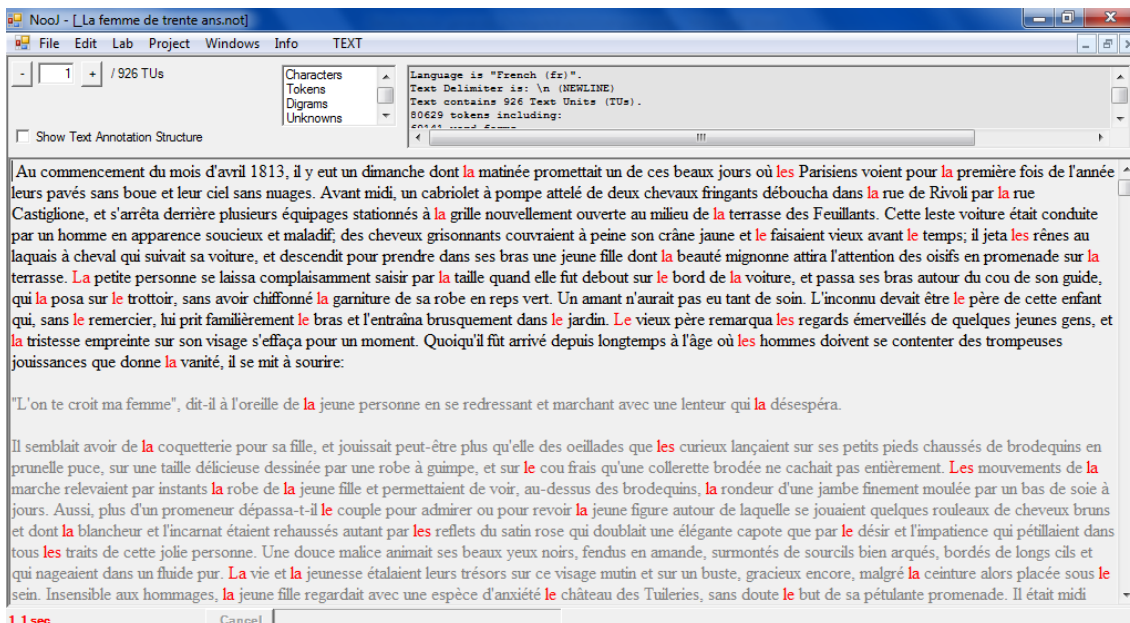 NooJ - [_La femme de trente ans.not]
File Edit Lab Project Windows Info TEXT
- 1 + / 926 TUs
Characters
Tokens
Digrams
Unknowns
Language is "French (fr)".
Text Delimiter is: \n (NEWLINE)
Text contains 926 Text Units (TUs).
80629 tokens including:
Show Text Annotation Structure
Au commencement du mois d'avril 1813, il y eut un dimanche dont la matinée promettait un de ces beaux jours où les Parisiens voient pour la première fois de l'année
leurs pavés sans boue et leur ciel sans nuages. Avant midi, un cabriolet à pompe attelé de deux chevaux fringants déboucha dans la rue de Rivoli par la rue
Castiglione, et s'arrêta derrière plusieurs équipages stationnés à la grille nouvellement ouverte au milieu de la terrasse des Feuillants. Cette leste voiture était conduite
par un homme en apparence soucieux et maladif; des cheveux grisonnants couvraient à peine son crâne jaune et le faisaient vieux avant le temps; il jeta les rênes au
laquais à cheval qui suivait sa voiture, et descendit pour prendre dans ses bras une jeune fille dont la beauté mignonne attira l'attention des oisifs en promenade sur la
terrasse. La petite personne se laissa complaisamment saisir par la taille quand elle fut debout sur le bord de la voiture, et passa ses bras autour du cou de son guide,
qui la posa sur le trottoir, sans avoir chiffonné la garniture de sa robe en reps vert. Un amant n'aurait pas eu tant de soin. L'inconnu devait être le père de cette enfant
qui, sans le remercier, lui prit familièrement le bras et l'entraîna brusquement dans le jardin. Le vieux père remarqua les regards émerveillés de quelques jeunes gens, et
la tristesse empreinte sur son visage s'effaça pour un moment. Quoiqu'il fût arrivé depuis longtemps à l'âge où les hommes doivent se contenter des trompeuses
jouissances que donne la vanité, il se mit à sourire:
"L'on te croit ma femme", dit-il à l'oreille de la jeune personne en se redressant et marchant avec une lenteur qui la désespéra.
Il semblait avoir de la coquetterie pour sa fille, et jouissait peut-être plus qu'elle des oeillades que les curieux lançaient sur ses petits pieds chaussés de brodequins en
prunelle puce, sur une taille délicieuse dessinée par une robe à guimpe, et sur le cou frais qu'une collerette brodée ne cachait pas entièrement. Les mouvements de la
marche relevaient par instants la robe de la jeune fille et permettaient de voir, au-dessus des brodequins, la rondeur d'une jambe finement moulée par un bas de soie à
jours. Aussi, plus d'un promeneur dépassa-t-il le couple pour admirer ou pour revoir la jeune figure autour de laquelle se jouaient quelques rouleaux de cheveux bruns
et dont la blancheur et l'incarnat étaient rehaussés autant par les reflets du satin rose qui doublait une élégante capote que par le désir et l'impatience qui pétillaient dans
tous les traits de cette jolie personne. Une douce malice animait ses beaux yeux noirs, fendus en amande, surmontés de sourcils bien arqués, bordés de longs cils et
qui nageaient dans un fluide pur. La vie et la jeunesse étalaient leurs trésors sur ce visage mutin et sur un buste, gracieux encore, malgré la ceinture alors placée sous le
sein. Insensible aux hommages, la jeune fille regardait avec une espèce d'anxiété le château des Tuileries, sans doute le but de sa pétulante promenade. Il était midi
1,1 sec
Cancel